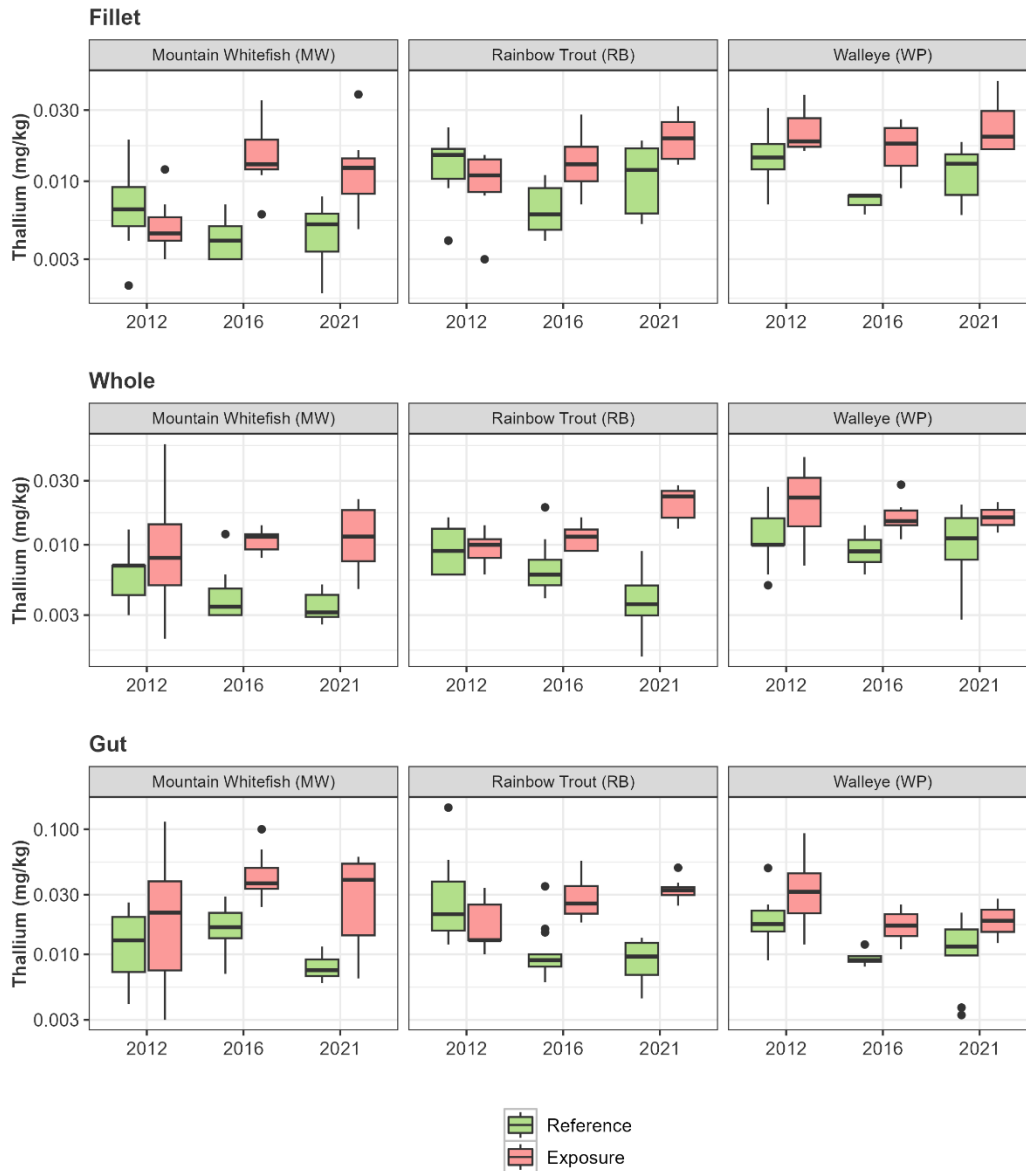 Fillet
Mountain Whitefish (MW) Rainbow Trout (RB) Walleye (WP)
Thallium (mg/kg)
0.030
0.010
0.003
2012 2016 2021 2012 2016 2021 2012 2016 2021
Whole
Mountain Whitefish (MW) Rainbow Trout (RB) Walleye (WP)
Thallium (mg/kg)
0.030
0.010
0.003
2012 2016 2021 2012 2016 2021 2012 2016 2021
Gut
Mountain Whitefish (MW) Rainbow Trout (RB) Walleye (WP)
Thallium (mg/kg)
0.100
0.030
0.010
0.003
2012 2016 2021 2012 2016 2021 2012 2016 2021
Reference
Exposure